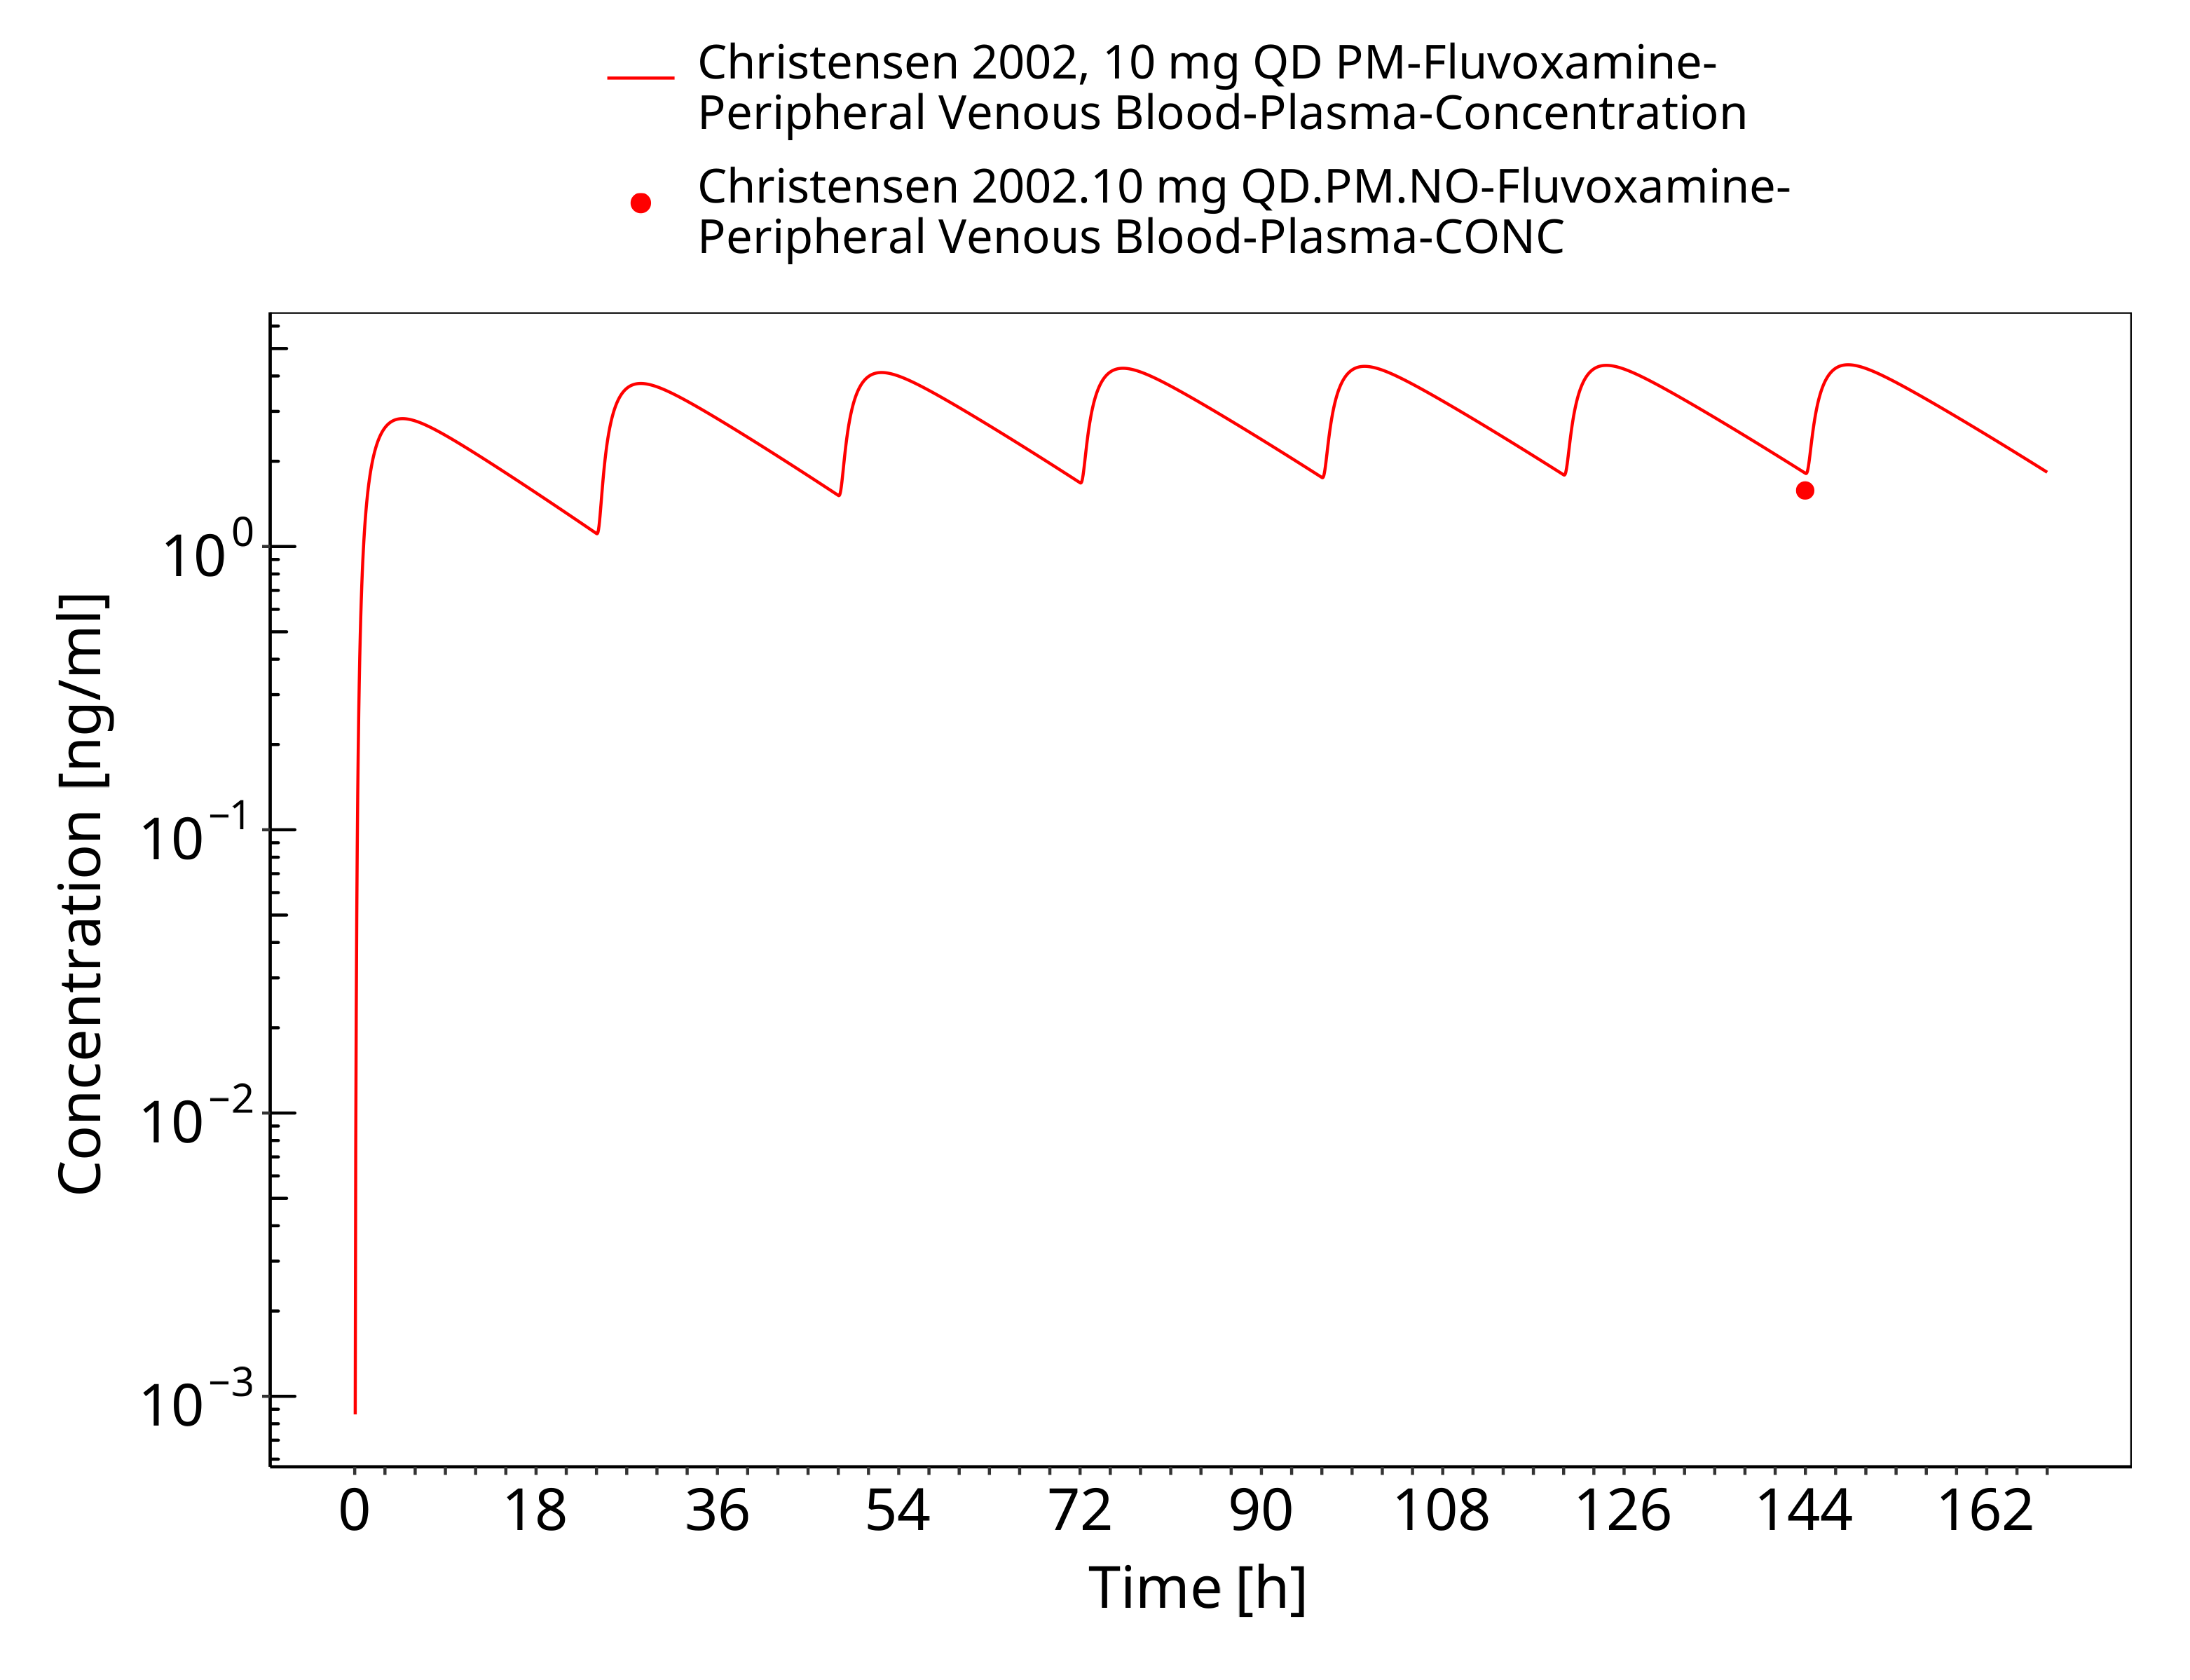 Christensen 2002, 10 mg QD PM-Fluvoxamine-
Peripheral Venous Blood-Plasma-Concentration
Christensen 2002.10 mg QD.PM.NO-Fluvoxamine-
Peripheral Venous Blood-Plasma-CONC
Concentration [ng/ml]
10⁰
10⁻¹
10⁻²
10⁻³
0 18 36 54 72 90 108 126 144 162
Time [h]